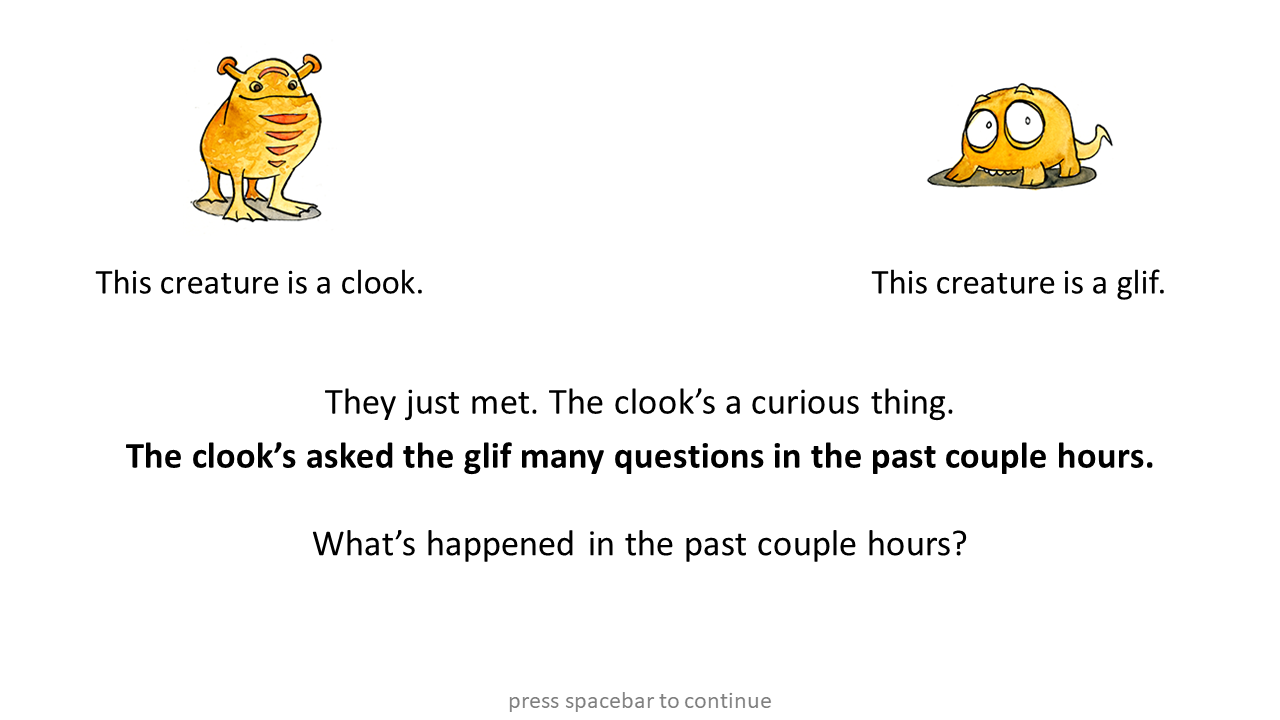 This creature is a clook.
This creature is a glif.
They just met. The clook’s a curious thing.
The clook’s asked the glif many questions in the past couple hours.
What’s happened in the past couple hours?
press spacebar to continue